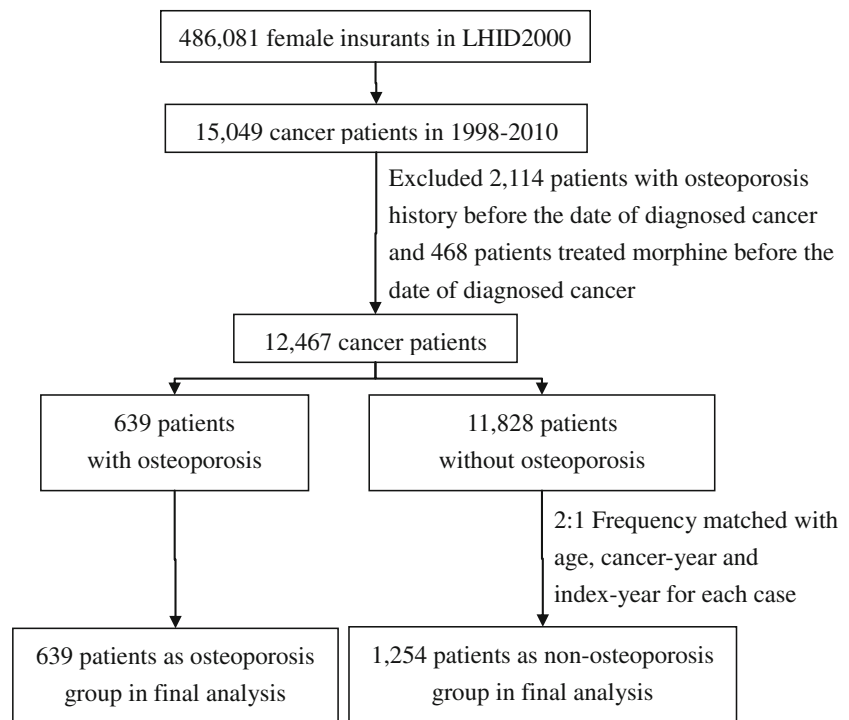 486,081 female insurants in LHID2000
15,049 cancer patients in 1998-2010
Excluded 2,114 patients with osteoporosis
history before the date of diagnosed cancer
and 468 patients treated morphine before the
date of diagnosed cancer
12,467 cancer patients
639 patients
with osteoporosis
11,828 patients
without osteoporosis
2:1 Frequency matched with
age, cancer-year and
index-year for each case
639 patients as osteoporosis
group in final analysis
1,254 patients as non-osteoporosis
group in final analysis